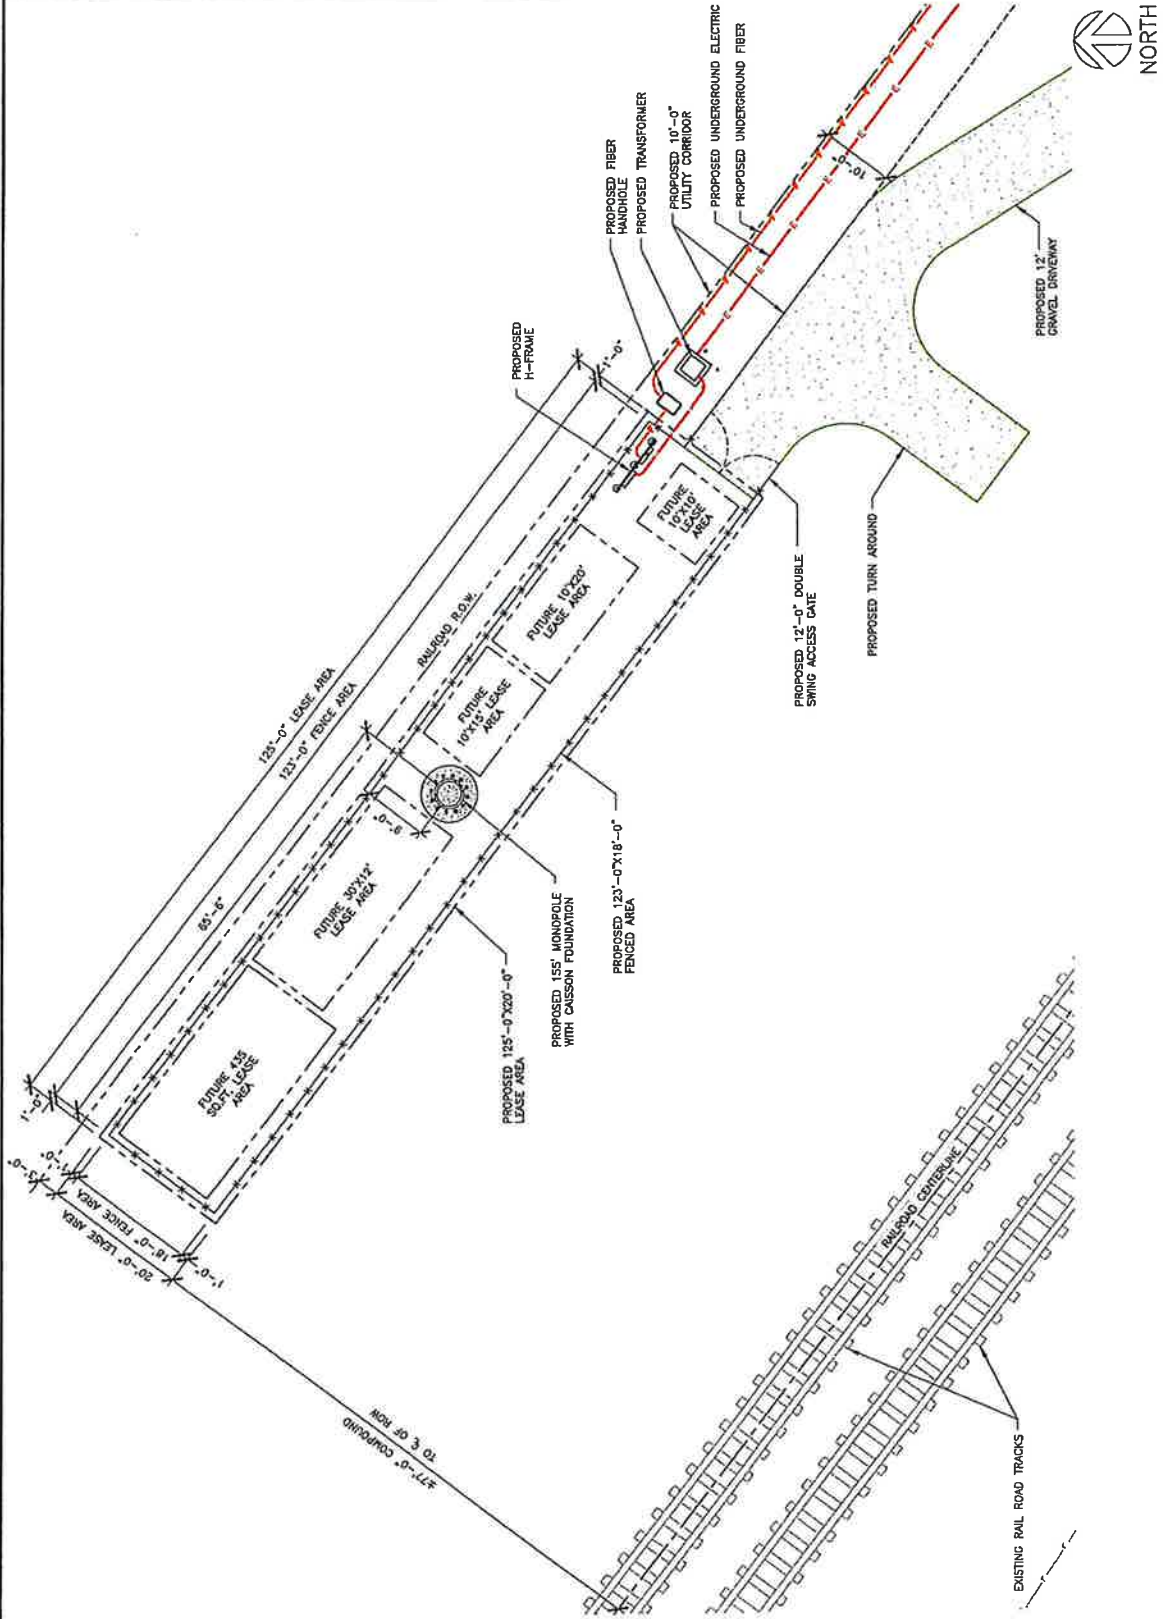 NORTH
PROPOSED
H-FRAME
PROPOSED FIBER
HANDHOLE
PROPOSED TRANSFORMER
PROPOSED 10'-0"
UTILITY CORRIDOR
PROPOSED UNDERGROUND ELECTRIC
PROPOSED UNDERGROUND FIBER
10'-0"
E
E
E
E
E
E
PROPOSED 12'
GRAVEL DRIVEWAY
PROPOSED TURN AROUND
PROPOSED 12'-0" DOUBLE
SWING ACCESS GATE
1'-0"
125'-0" LEASE AREA
123'-0" FENCE AREA
65'-6"
RAILROAD R.O.W.
9'-0"
FUTURE
10'X10'
LEASE
AREA
FUTURE 10'X20'
LEASE AREA
FUTURE
10'X15' LEASE
AREA
FUTURE 30'X12'
LEASE AREA
FUTURE 435
SQ.FT. LEASE
AREA
PROPOSED 123'-0"X18'-0"
FENCED AREA
PROPOSED 155' MONOPOLE
WITH CAISSON FOUNDATION
PROPOSED 125'-0"X20'-0"
LEASE AREA
1'-0"
3'-0"
1'-0"
18'-0" FENCE AREA
20'-0" LEASE AREA
1'-0"
±77'-0" COMPOUND
TO ℄ OF ROW
RAILROAD CENTERLINE
EXISTING RAIL ROAD TRACKS